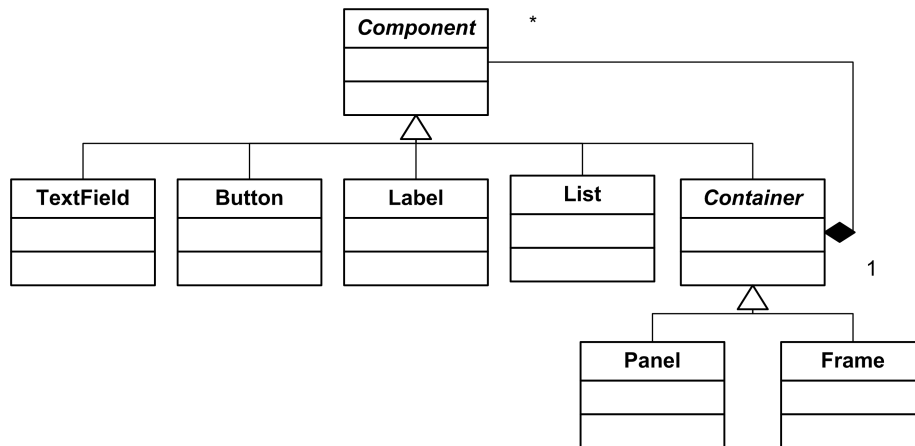 Component
*
TextField
Button
Label
List
Container
1
Panel
Frame